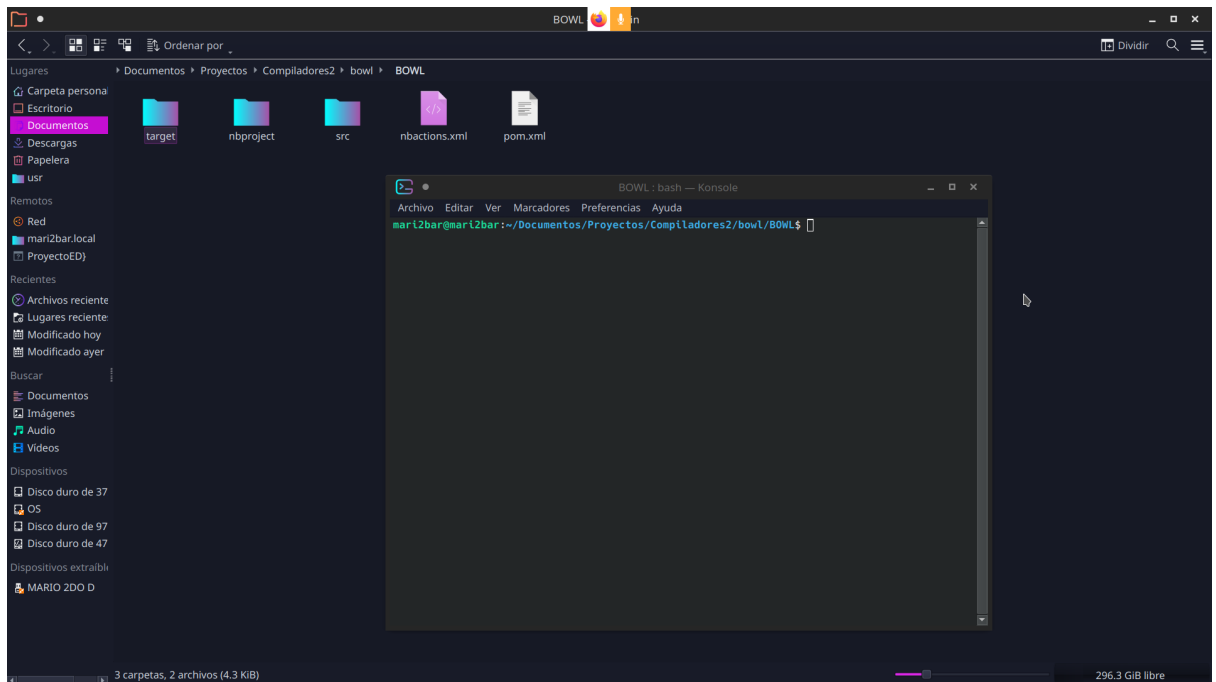 BOWL
in
Ordenar por
Dividir
Lugares
Documentos Proyectos Compiladores2 bowl BOWL
Carpeta personal
Escritorio
Documentos
Descargas
Papelera
usr
Remotos
Red
mari2bar.local
ProyectoED}
Recientes
Archivos reciente
Lugares reciente
Modificado hoy
Modificado ayer
Buscar
Documentos
Imágenes
Audio
Vídeos
Dispositivos
Disco duro de 37
OS
Disco duro de 97
Disco duro de 47
Dispositivos extraíbl
MARIO 2DO D
target nbproject src nbactions.xml pom.xml
BOWL : bash — Konsole
Archivo Editar Ver Marcadores Preferencias Ayuda
mari2bar@mari2bar:~/Documentos/Proyectos/Compiladores2/bowl/BOWL$
3 carpetas, 2 archivos (4.3 KiB)
296.3 GiB libre